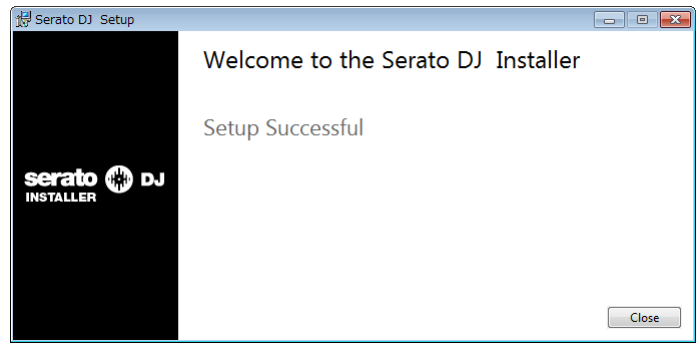 Serato DJ Setup
Welcome to the Serato DJ Installer
Setup Successful
serato DJ
INSTALLER
Close